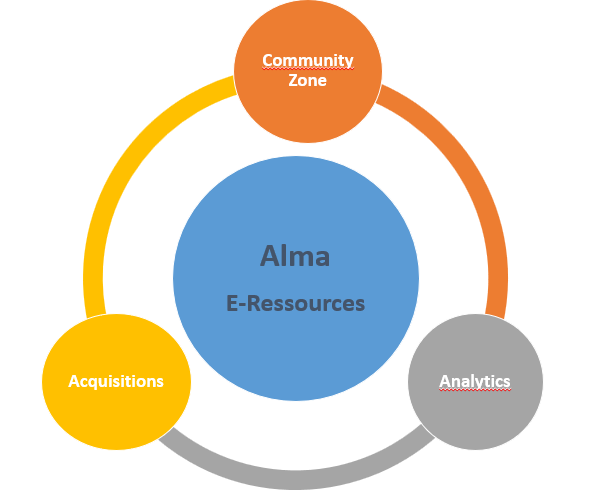 Community
Zone
Alma
E-Ressources
Acquisitions
Analytics